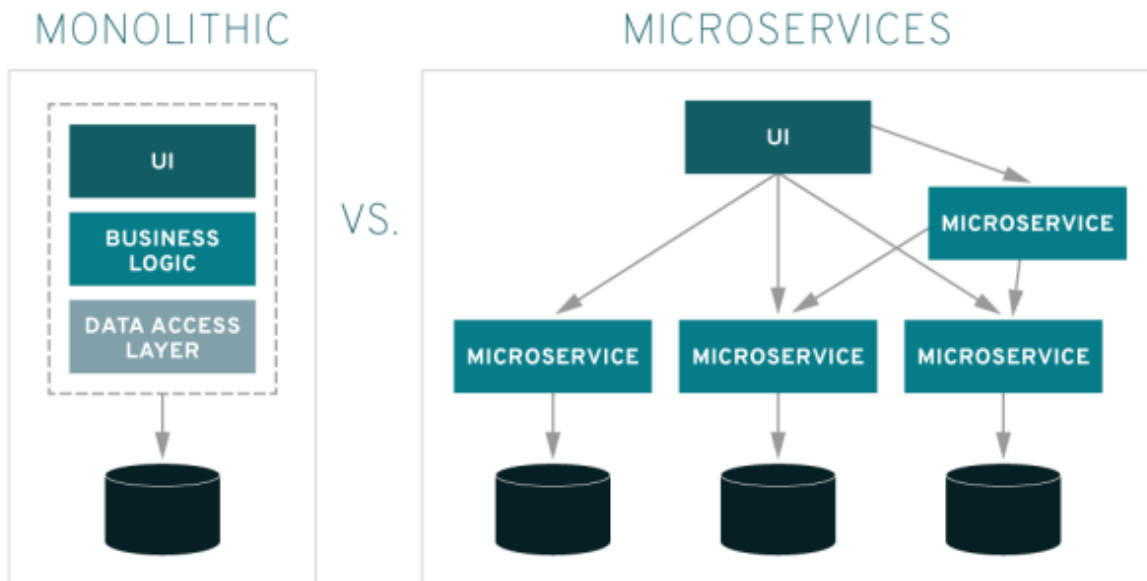 MONOLITHIC
MICROSERVICES
UI
BUSINESS
LOGIC
DATA ACCESS
LAYER
VS.
UI
MICROSERVICE
MICROSERVICE
MICROSERVICE
MICROSERVICE